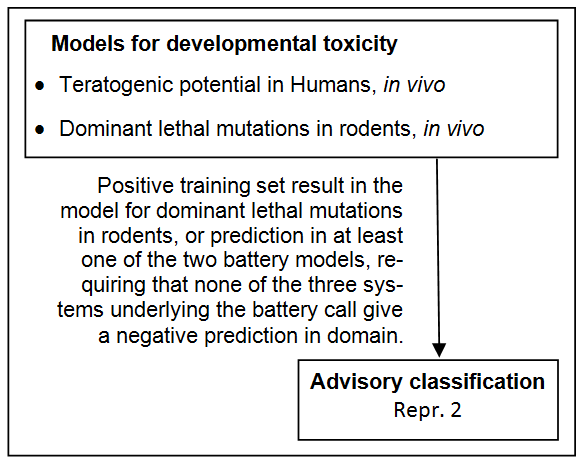 Models for developmental toxicity
● Teratogenic potential in Humans, in vivo
● Dominant lethal mutations in rodents, in vivo
Positive training set result in the
model for dominant lethal mutations
in rodents, or prediction in at least
one of the two battery models, re-
quiring that none of the three sys-
tems underlying the battery call give
a negative prediction in domain.
Advisory classification
Repr. 2